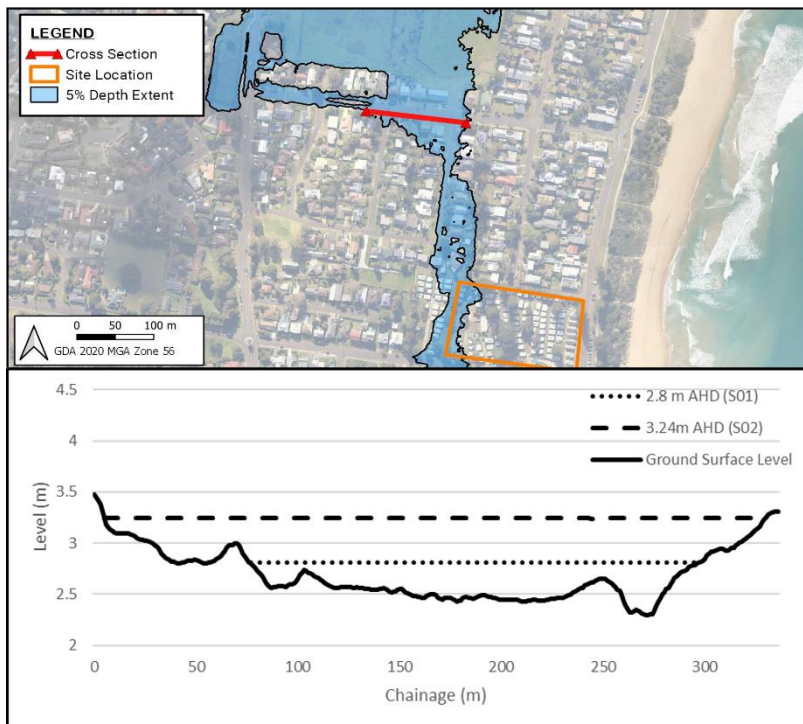 LEGEND
Cross Section
Site Location
5% Depth Extent
0 50 100 m
GDA 2020 MGA Zone 56
4.5
4
3.5
3
2.5
2
Level (m)
2.8 m AHD (S01)
3.24m AHD (S02)
Ground Surface Level
0 50 100 150 200 250 300
Chainage (m)